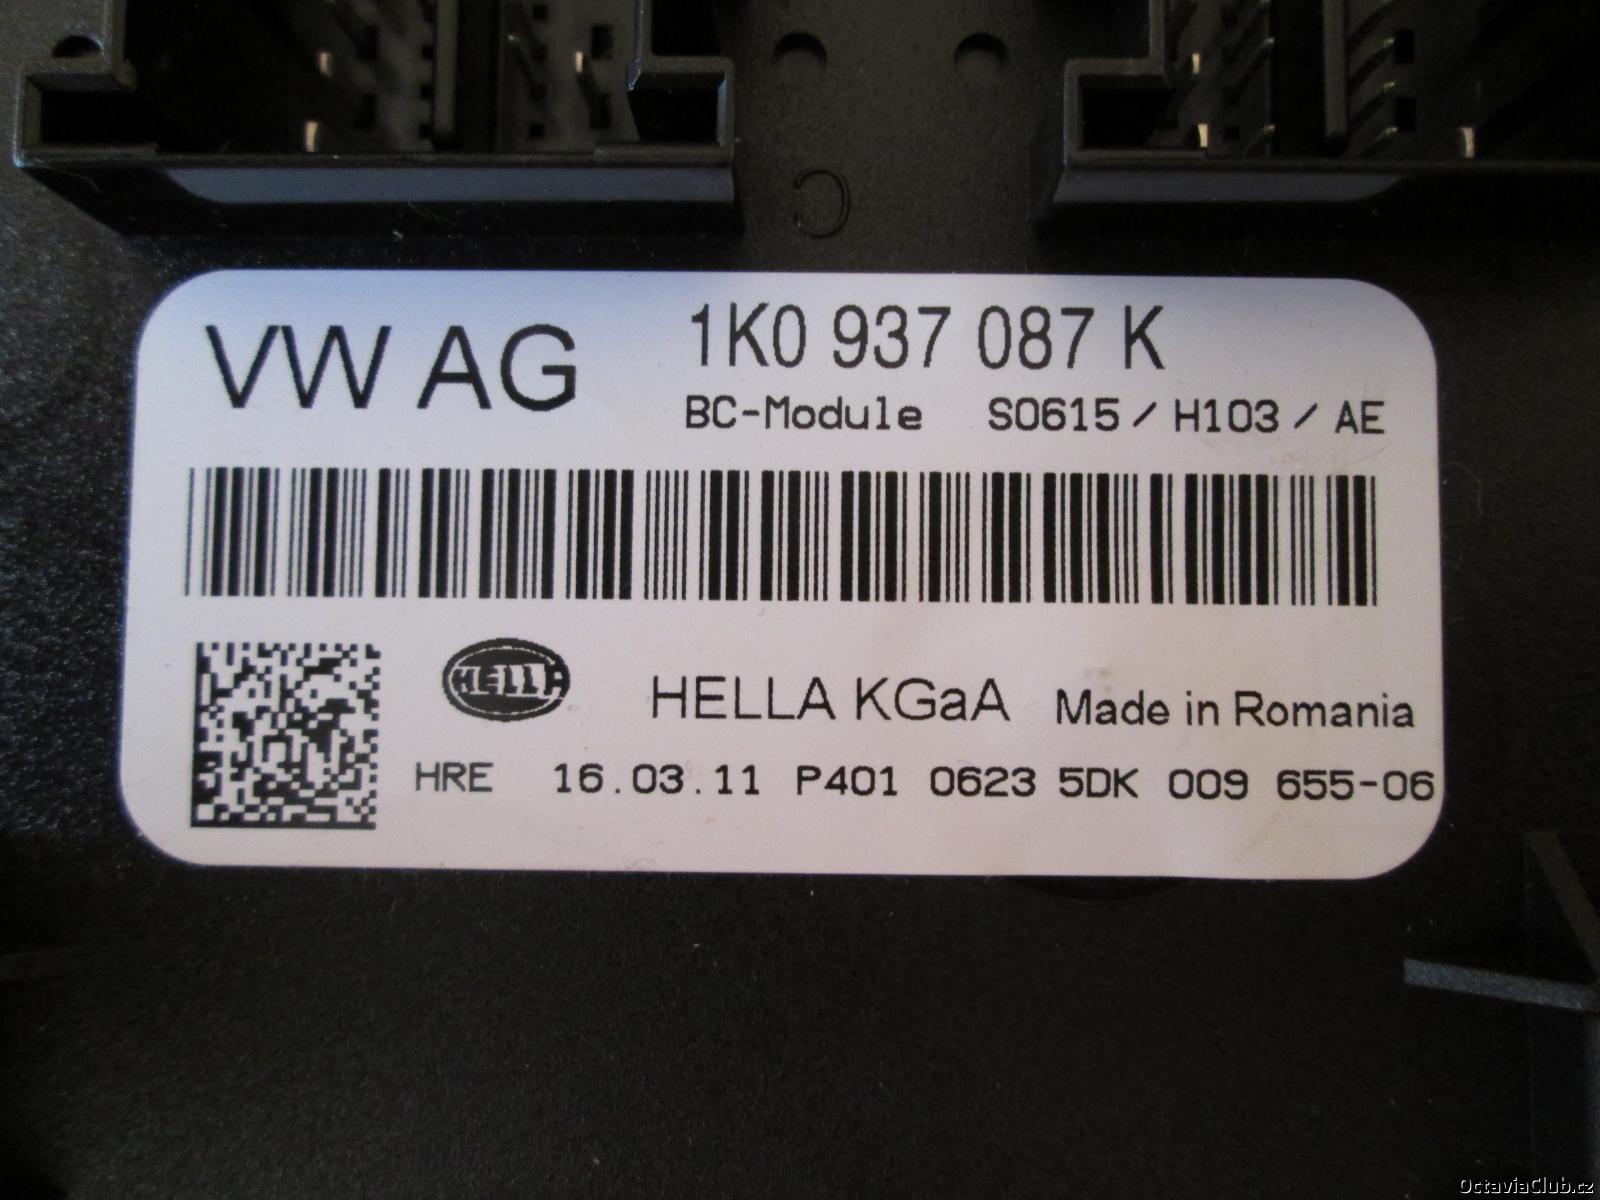 C
VW AG
1K0 937 087 K
BC-Module S0615 / H103 / AE
HELLA
HELLA KGaA Made in Romania
HRE 16.03.11 P401 0623 5DK 009 655-06
OctaviaClub.cz